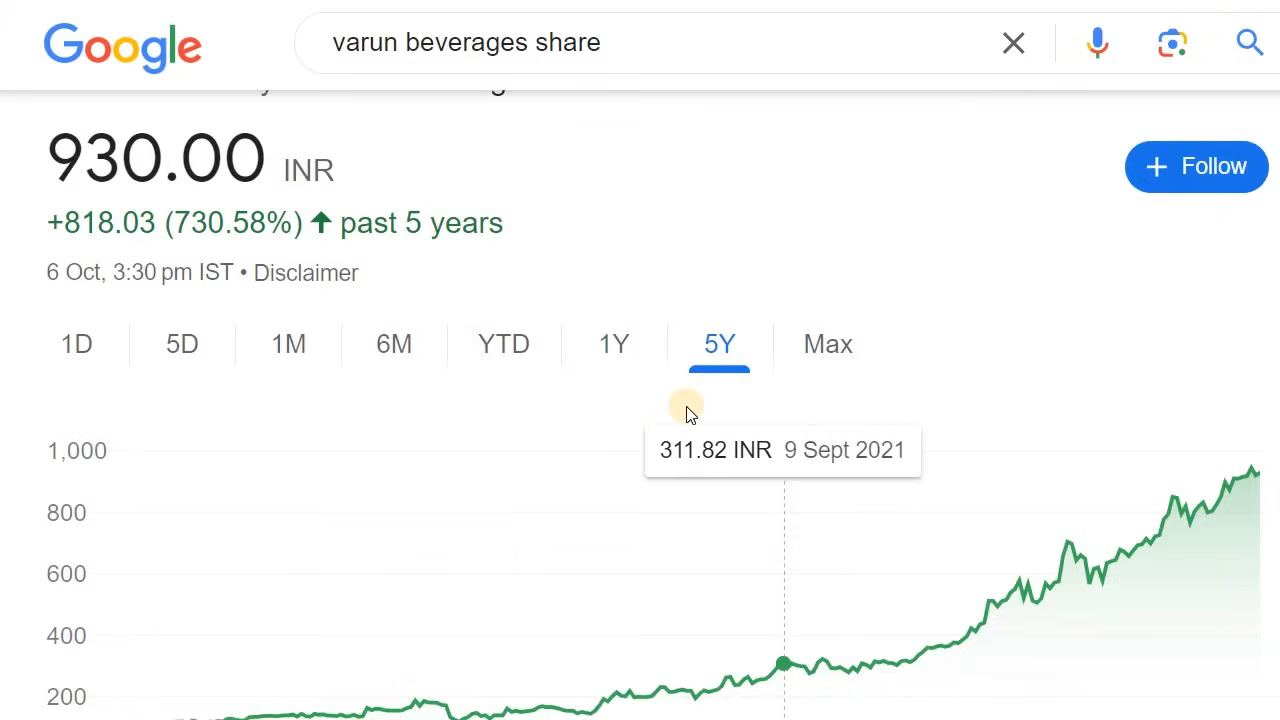 Google
varun beverages share
930.00 INR
Follow
+818.03 (730.58%) ↑ past 5 years
6 Oct, 3:30 pm IST • Disclaimer
1D 5D 1M 6M YTD 1Y 5Y Max
311.82 INR 9 Sept 2021
1,000
800
600
400
200